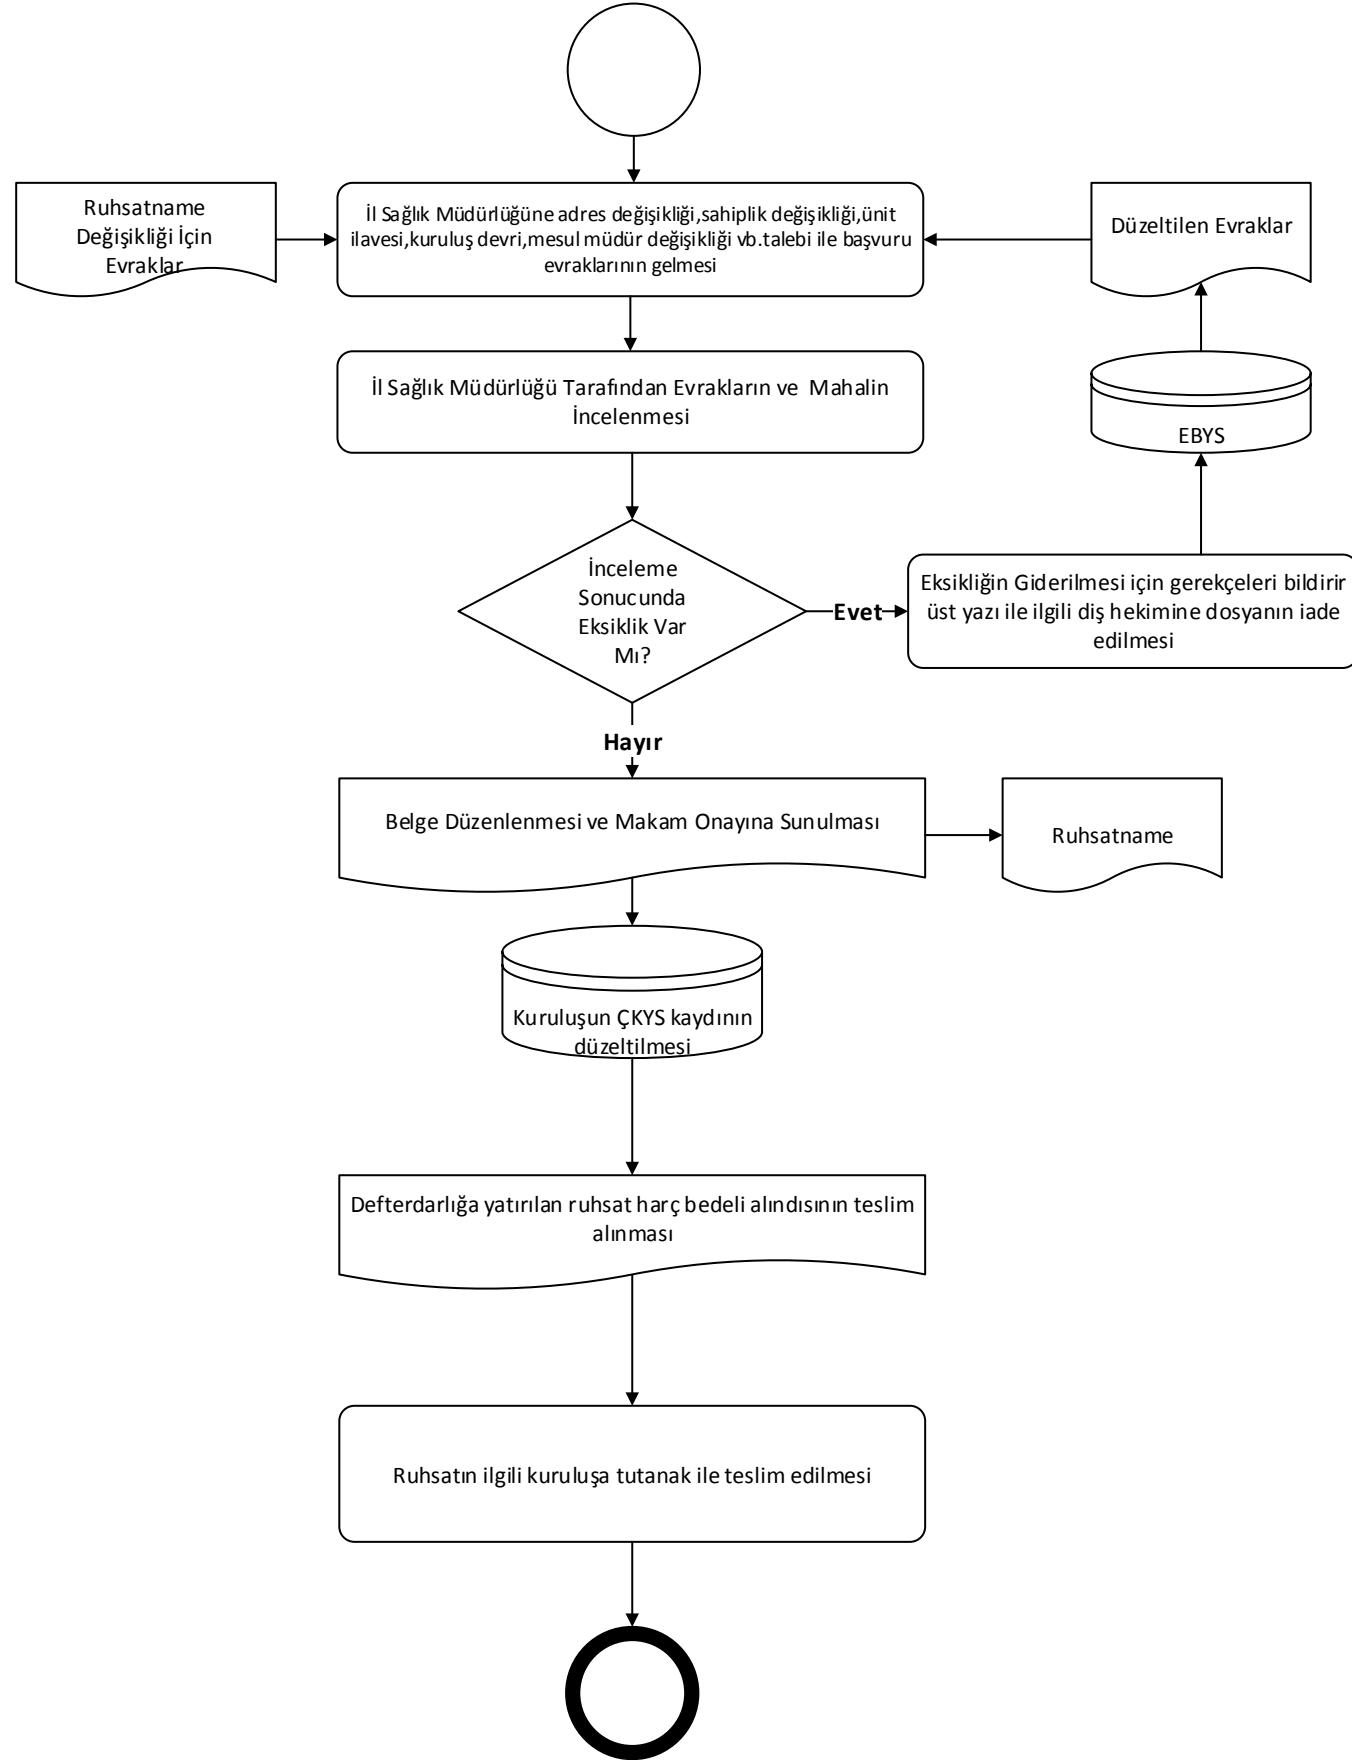 Ruhsatname
Değişikliği İçin
Evraklar
İl Sağlık Müdürlüğüne adres değişikliği,sahiplik değişikliği,ünit
ilavesi,kuruluş devri,mesul müdür değişikliği vb.talebi ile başvuru
evraklarının gelmesi
Düzeltilen Evraklar
İl Sağlık Müdürlüğü Tarafından Evrakların ve Mahalin
İncelenmesi
EBYS
İnceleme
Sonucunda
Eksiklik Var
Mı?
Evet
Eksikliğin Giderilmesi için gerekçeleri bildirir
üst yazı ile ilgili diş hekimine dosyanın iade
edilmesi
Hayır
Belge Düzenlenmesi ve Makam Onayına Sunulması
Ruhsatname
Kuruluşun ÇKYS kaydının
düzeltilmesi
Defterdarlığa yatırılan ruhsat harç bedeli alındısının teslim
alınması
Ruhsatın ilgili kuruluşa tutanak ile teslim edilmesi